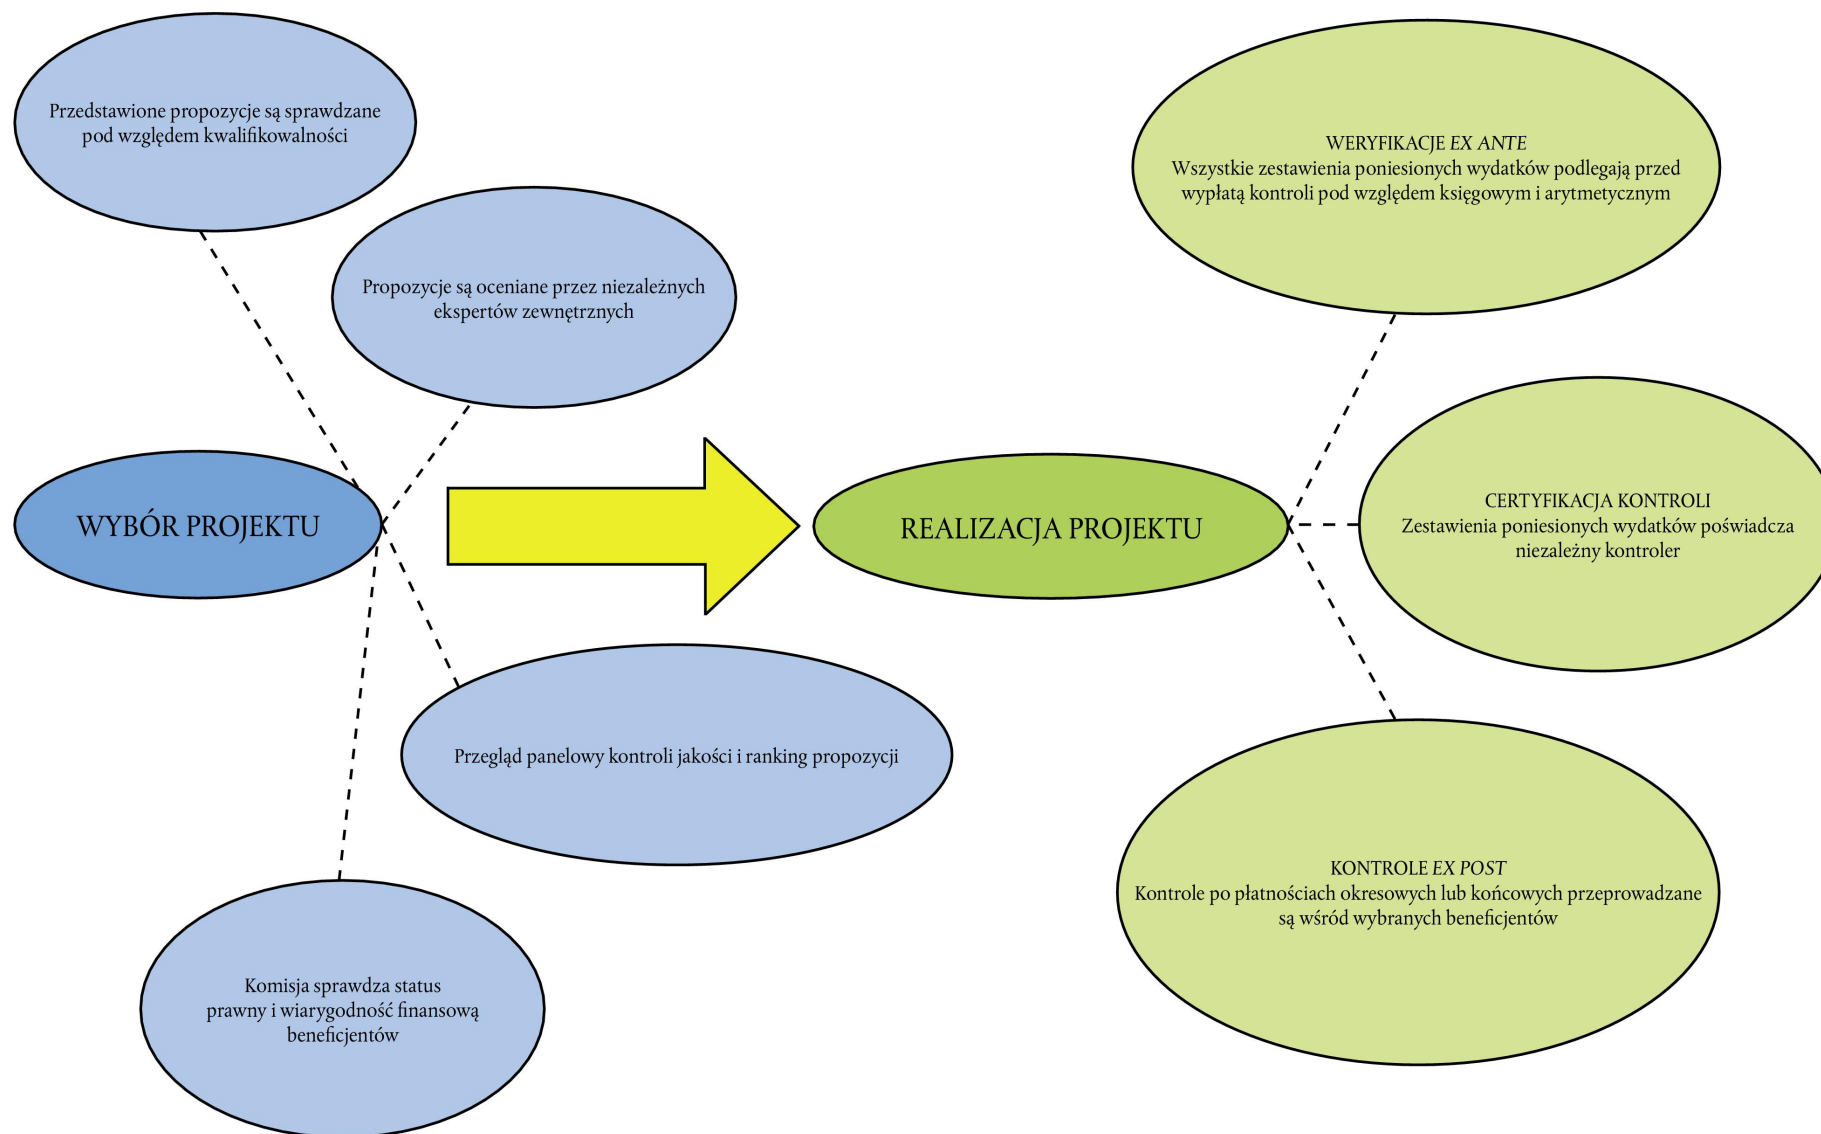 Przedstawione propozycje są sprawdzane
pod względem kwalifikowalności
Propozycje są oceniane przez niezależnych
ekspertów zewnętrznych
WYBÓR PROJEKTU
Przegląd panelowy kontroli jakości i ranking propozycji
Komisja sprawdza status
prawny i wiarygodność finansową
beneficjentów
REALIZACJA PROJEKTU
WERYFIKACJE EX ANTE
Wszystkie zestawienia poniesionych wydatków podlegają przed
wypłatą kontroli pod względem księgowym i arytmetycznym
CERTYFIKACJA KONTROLI
Zestawienia poniesionych wydatków poświadcza
niezależny kontroler
KONTROLE EX POST
Kontrole po płatnościach okresowych lub końcowych przeprowadzane
są wśród wybranych beneficjentów